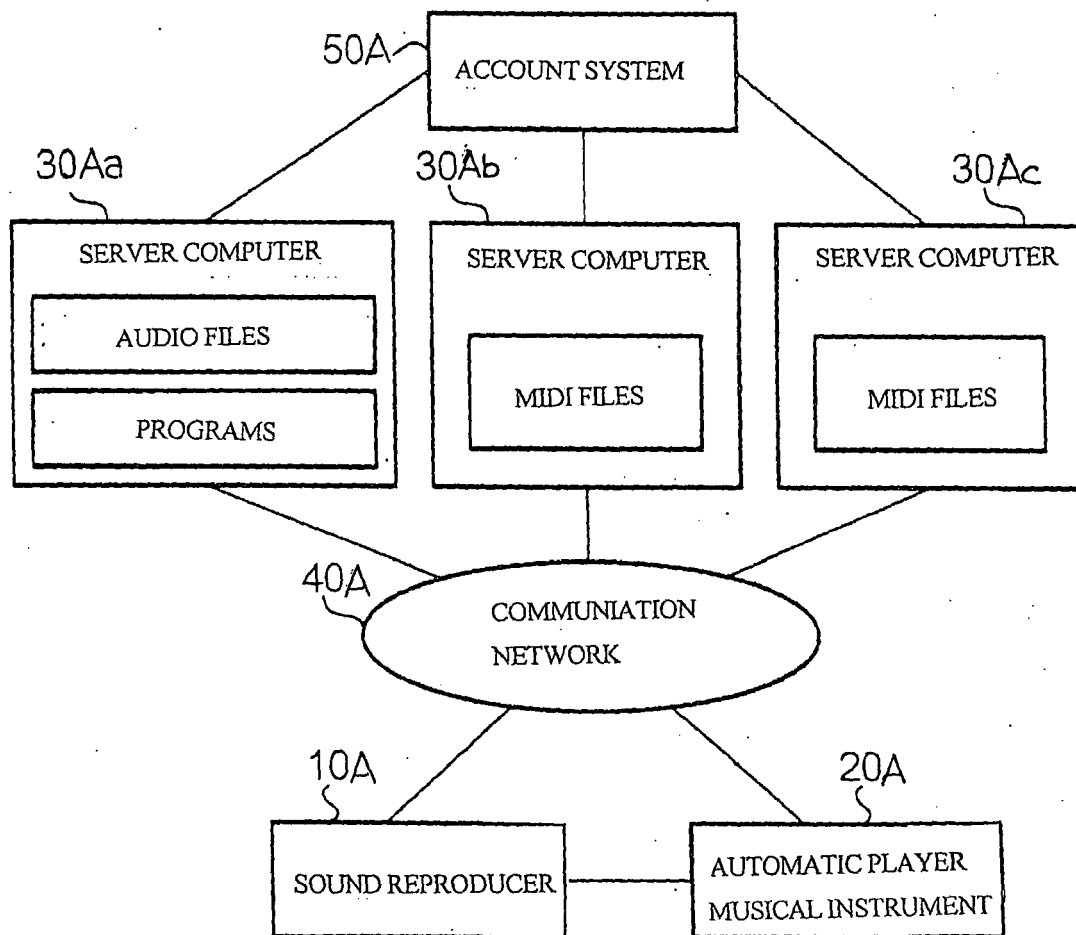 50A
ACCOUNT SYSTEM
30Aa
30Ab
30Ac
SERVER COMPUTER
SERVER COMPUTER
SERVER COMPUTER
AUDIO FILES
PROGRAMS
MIDI FILES
MIDI FILES
40A
COMMUNIATION
NETWORK
10A
20A
SOUND REPRODUCER
AUTOMATIC PLAYER
MUSICAL INSTRUMENT